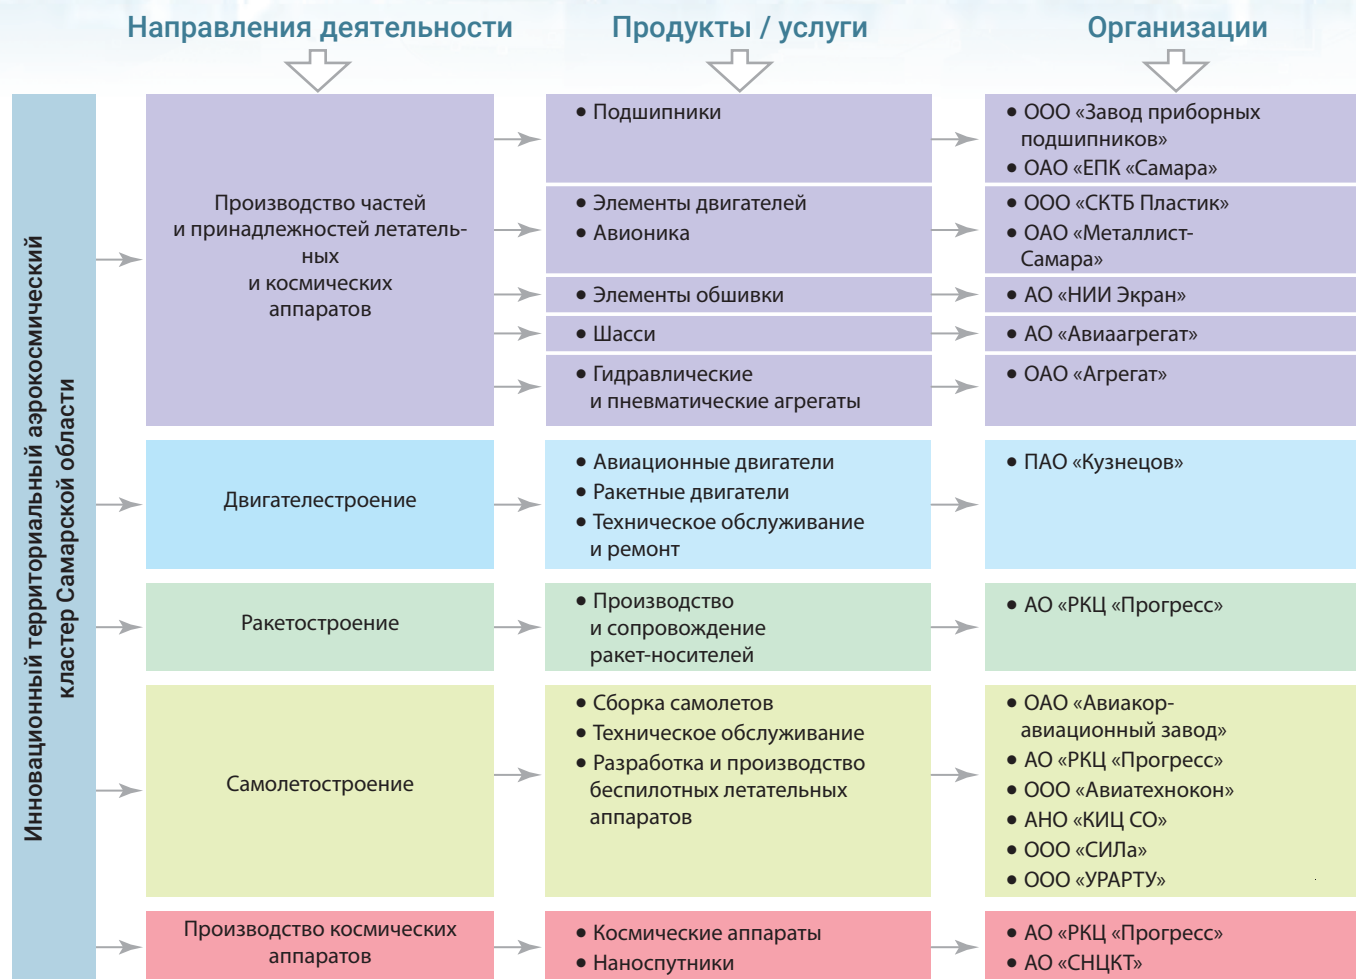 Направления деятельности
Продукты / услуги
Организации
Инновационный территориальный аэрокосмический
кластер Самарской области
Производство частей
и принадлежностей летатель-
ных
и космических
аппаратов
• Подшипники
• ООО «Завод приборных
подшипников»
• ОАО «ЕПК «Самара»
• Элементы двигателей
• Авионика
• ООО «СКТБ Пластик»
• ОАО «Металлист-
Самара»
• Элементы обшивки
• АО «НИИ Экран»
• Шасси
• АО «Авиаагрегат»
• Гидравлические
и пневматические агрегаты
• ОАО «Агрегат»
Двигателестроение
• Авиационные двигатели
• Ракетные двигатели
• Техническое обслуживание
и ремонт
• ПАО «Кузнецов»
Ракетостроение
• Производство
и сопровождение
ракет-носителей
• АО «РКЦ «Прогресс»
Самолетостроение
• Сборка самолетов
• Техническое обслуживание
• Разработка и производство
беспилотных летательных
аппаратов
• ОАО «Авиакор-
авиационный завод»
• АО «РКЦ «Прогресс»
• ООО «Авиатехнокон»
• АНО «КИЦ СО»
• ООО «СИЛа»
• ООО «УРАРТУ»
Производство космических
аппаратов
• Космические аппараты
• Наноспутники
• АО «РКЦ «Прогресс»
• АО «СНЦКТ»